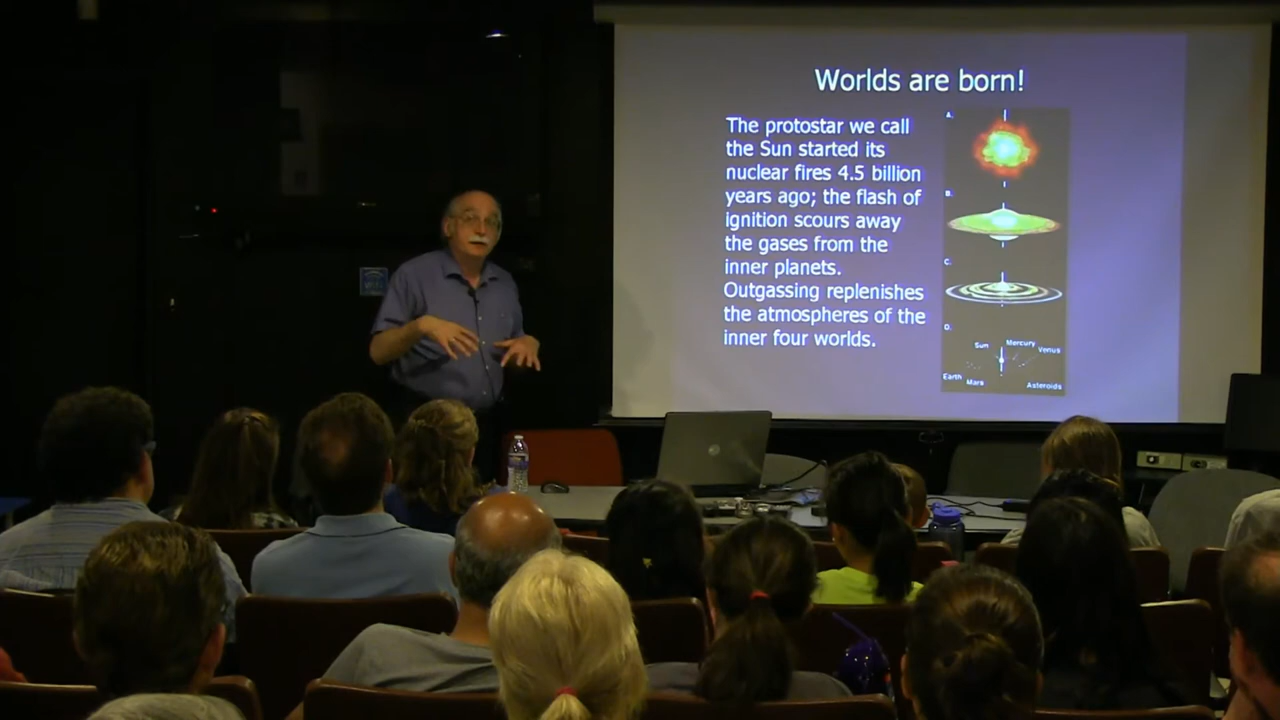 Worlds are born!
The protostar we call
the Sun started its
nuclear fires 4.5 billion
years ago; the flash of
ignition scours away
the gases from the
inner planets.
Outgassing replenishes
the atmospheres of the
inner four worlds.
A.
B.
C.
D.
Sun Mercury
Venus
Earth
Mars Asteroids